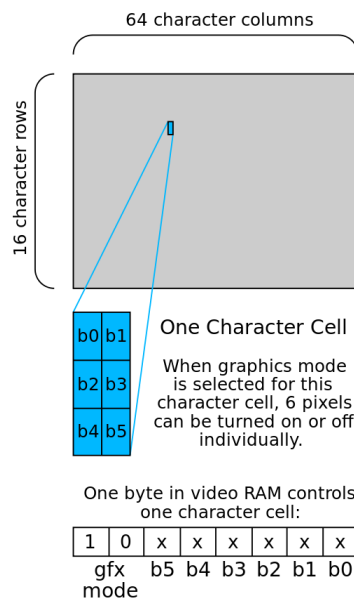 64 character columns
16 character rows
b0 b1
b2 b3
b4 b5
One Character Cell
When graphics mode
is selected for this
character cell, 6 pixels
can be turned on or off
individually.
One byte in video RAM controls
one character cell:
1 0 x x x x x x
gfx b5 b4 b3 b2 b1 b0
mode